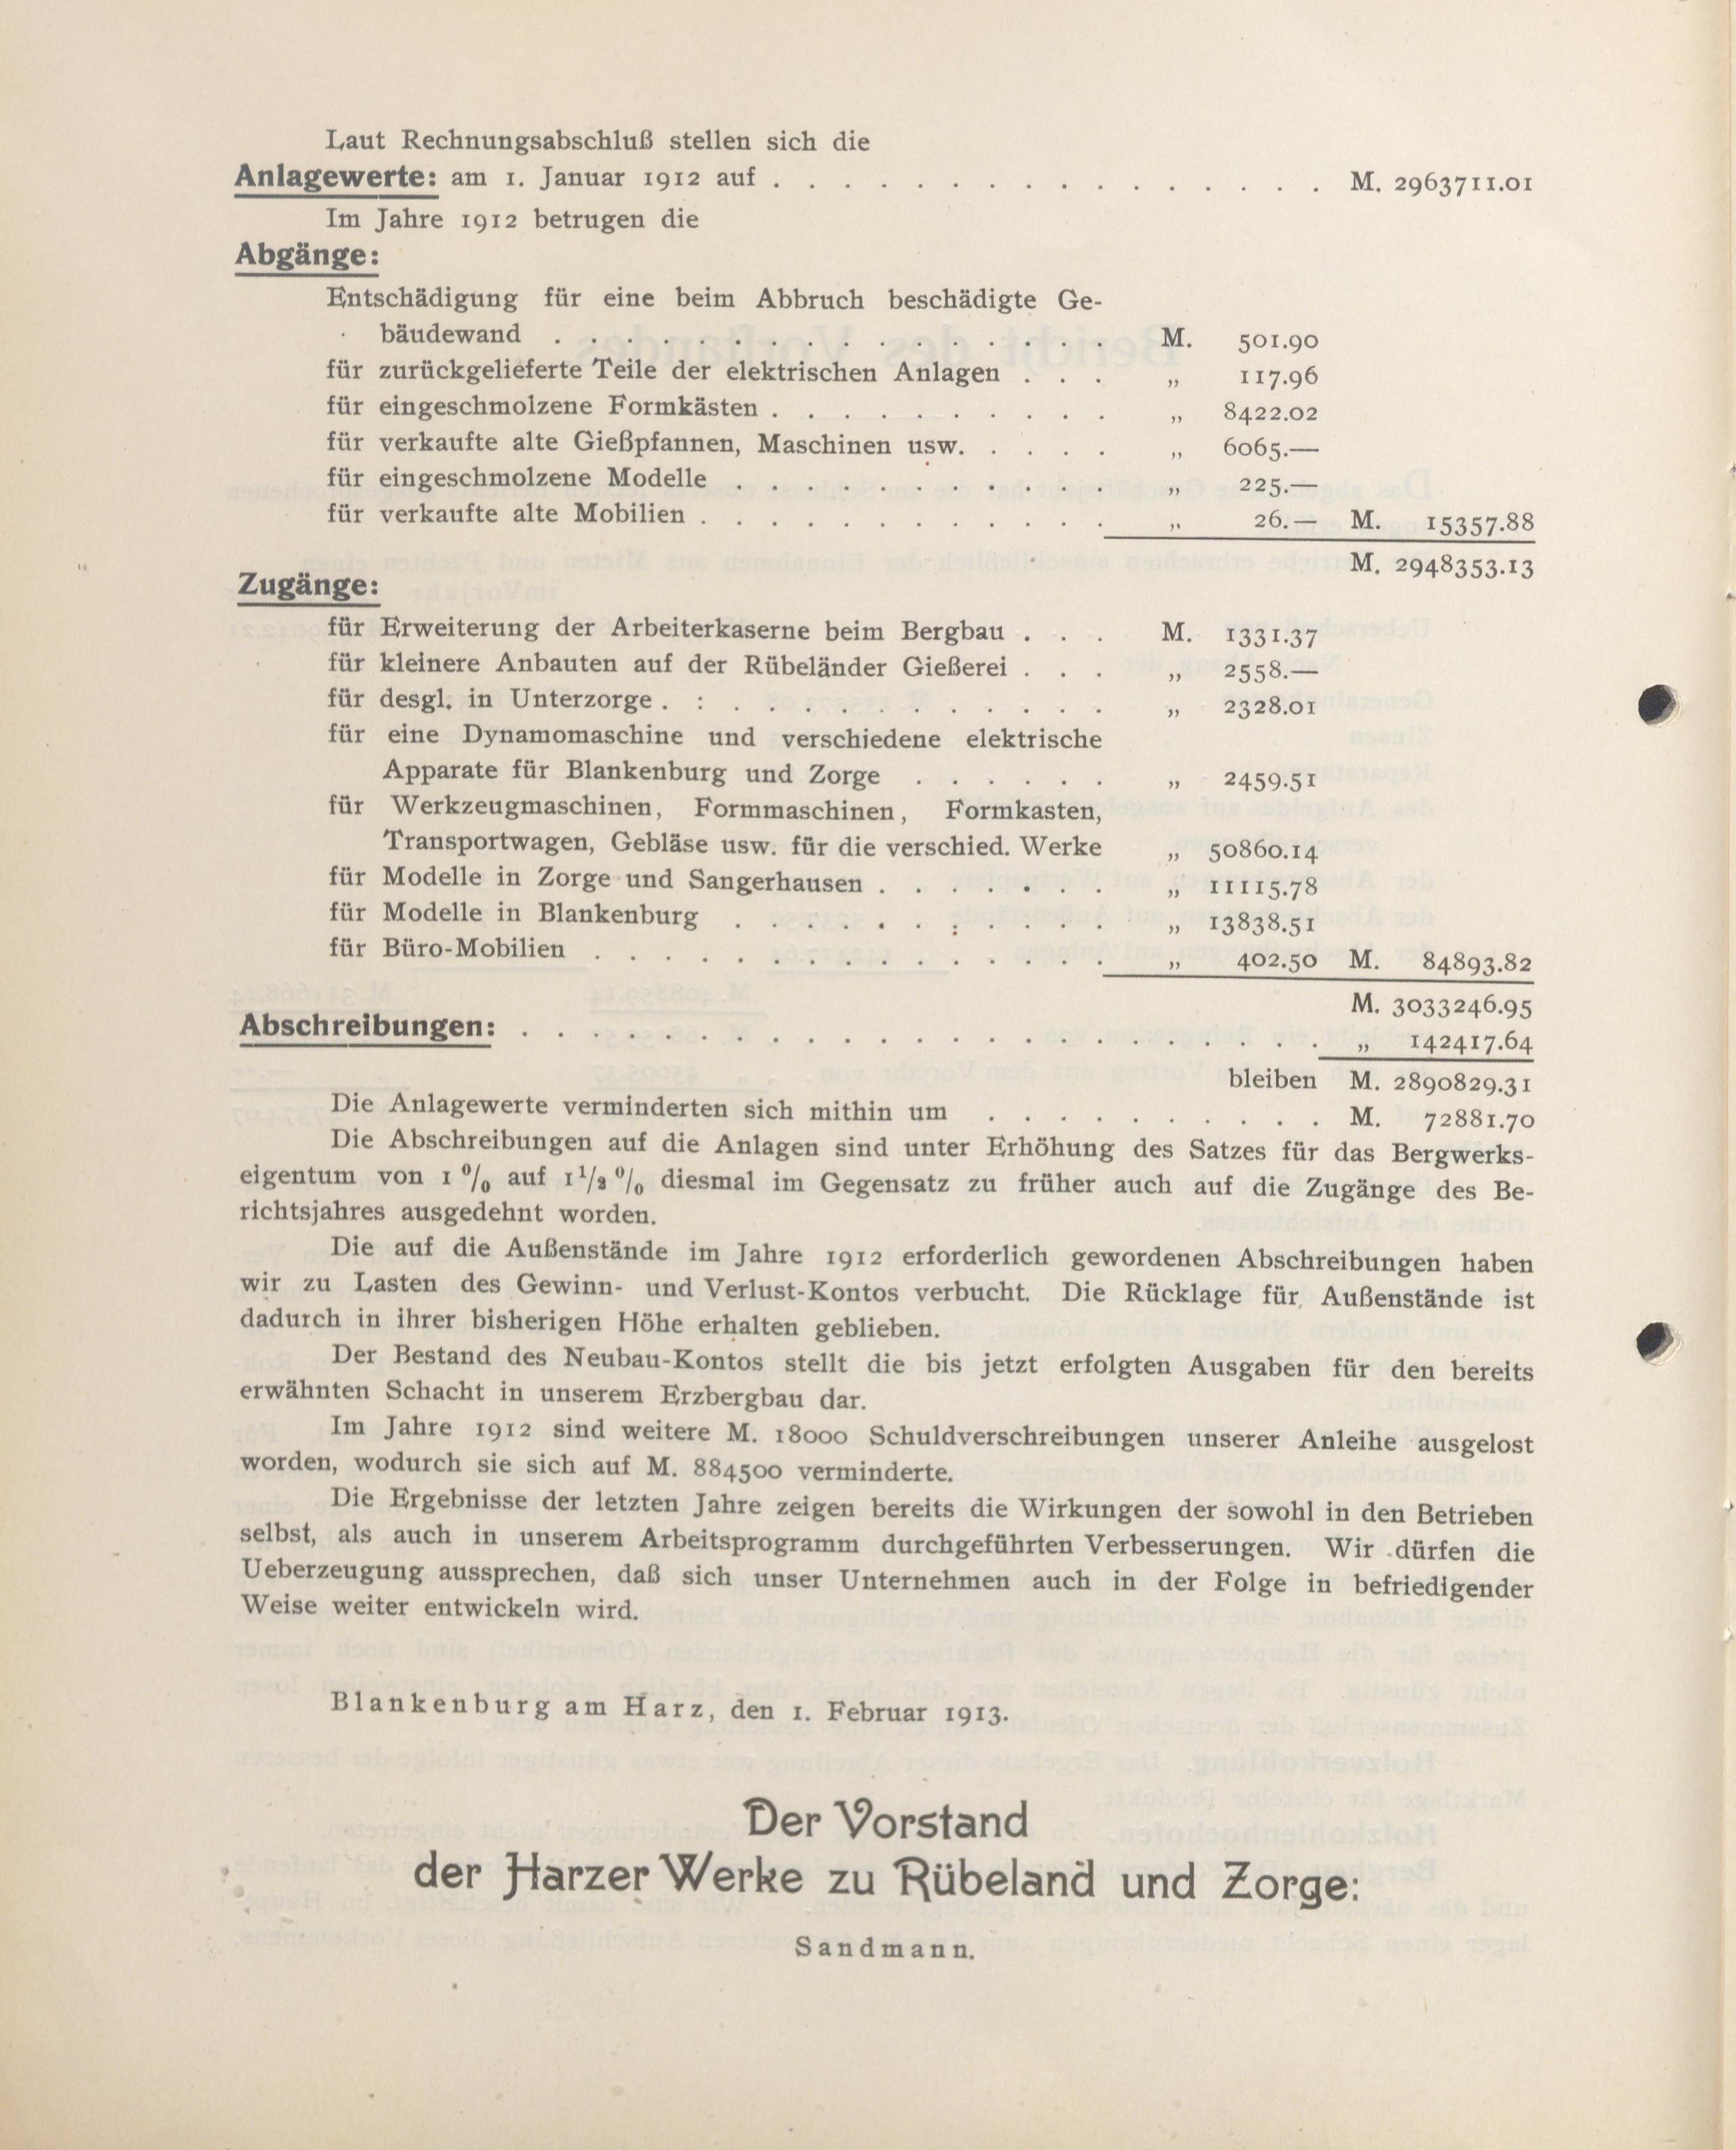 Laut Rechnungsabschluß stellen sich die
Anlagewerte: am 1. Januar 1912 auf . . . . . . . . . . . . . . . . M. 2963711.01
Im Jahre 1912 betrugen die
Abgänge:
Entschädigung für eine beim Abbruch beschädigte Ge-
bäudewand . . . . . . . . . . . . . . . . M. 501.90
für zurückgelieferte Teile der elektrischen Anlagen . . . „ 117.96
für eingeschmolzene Formkästen . . . . . . . . . . „ 8422.02
für verkaufte alte Gießpfannen, Maschinen usw. . . . . „ 6065.—
für eingeschmolzene Modelle . . . . . . . . . . . „ 225.—
für verkaufte alte Mobilien . . . . . . . . . . . . „ 26.— M. 15357.88
M. 2948353.13
Zugänge:
für Erweiterung der Arbeiterkaserne beim Bergbau . . . M. 1331.37
für kleinere Anbauten auf der Rübeländer Gießerei . . . „ 2558.—
für desgl. in Unterzorge . : . . . . . . . . . . . „ 2328.01
für eine Dynamomaschine und verschiedene elektrische
Apparate für Blankenburg und Zorge . . . . . . „ 2459.51
für Werkzeugmaschinen, Formmaschinen, Formkasten,
Transportwagen, Gebläse usw. für die verschied. Werke „ 50860.14
für Modelle in Zorge und Sangerhausen . . . . . . . „ 11115.78
für Modelle in Blankenburg . . . . . . . . . . . „ 13838.51
für Büro-Mobilien . . . . . . . . . . . . . . . „ 402.50 M. 84893.82
M. 3033246.95
Abschreibungen: . . . . . . . . . . . . . . . . . . . . . . . „ 142417.64
bleiben M. 2890829.31
Die Anlagewerte verminderten sich mithin um . . . . . . . . . . M. 72881.70
Die Abschreibungen auf die Anlagen sind unter Erhöhung des Satzes für das Bergwerks-
eigentum von 1 % auf 1 1/2 % diesmal im Gegensatz zu früher auch auf die Zugänge des Be-
richtsjahres ausgedehnt worden.
Die auf die Außenstände im Jahre 1912 erforderlich gewordenen Abschreibungen haben
wir zu Lasten des Gewinn- und Verlust-Kontos verbucht. Die Rücklage für Außenstände ist
dadurch in ihrer bisherigen Höhe erhalten geblieben.
Der Bestand des Neubau-Kontos stellt die bis jetzt erfolgten Ausgaben für den bereits
erwähnten Schacht in unserem Erzbergbau dar.
Im Jahre 1912 sind weitere M. 18000 Schuldverschreibungen unserer Anleihe ausgelost
worden, wodurch sie sich auf M. 884500 verminderte.
Die Ergebnisse der letzten Jahre zeigen bereits die Wirkungen der sowohl in den Betrieben
selbst, als auch in unserem Arbeitsprogramm durchgeführten Verbesserungen. Wir dürfen die
Ueberzeugung aussprechen, daß sich unser Unternehmen auch in der Folge in befriedigender
Weise weiter entwickeln wird.
Blankenburg am Harz, den 1. Februar 1913.
Der Vorstand
der Harzer Werke zu Rübeland und Zorge:
Sandmann.